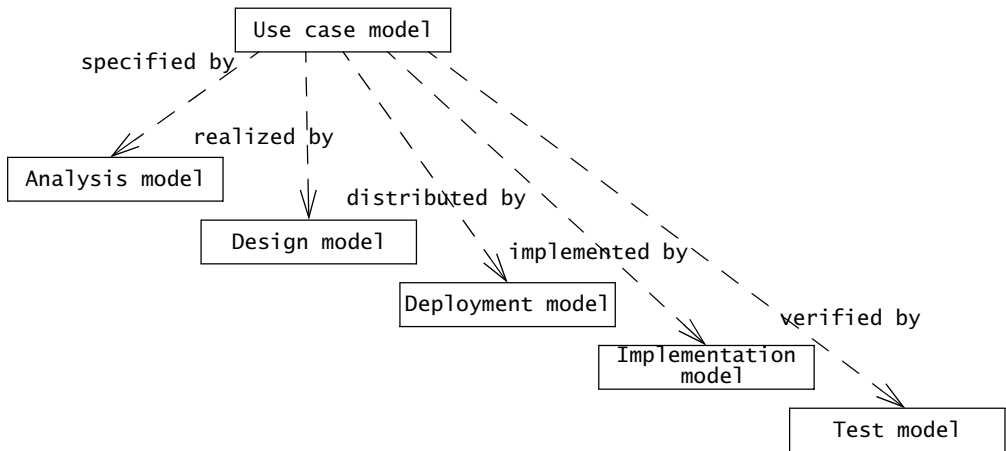 Use case model
specified by
realized by
Analysis model
distributed by
Design model
implemented by
Deployment model
verified by
Implementation
model
Test model